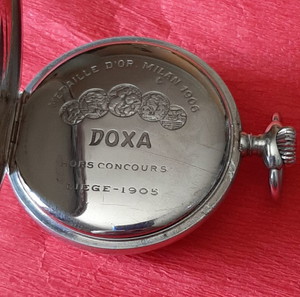 MEDAILLE D'OR. MILAN 1906
DOXA
HORS CONCOURS
LIEGE-1905